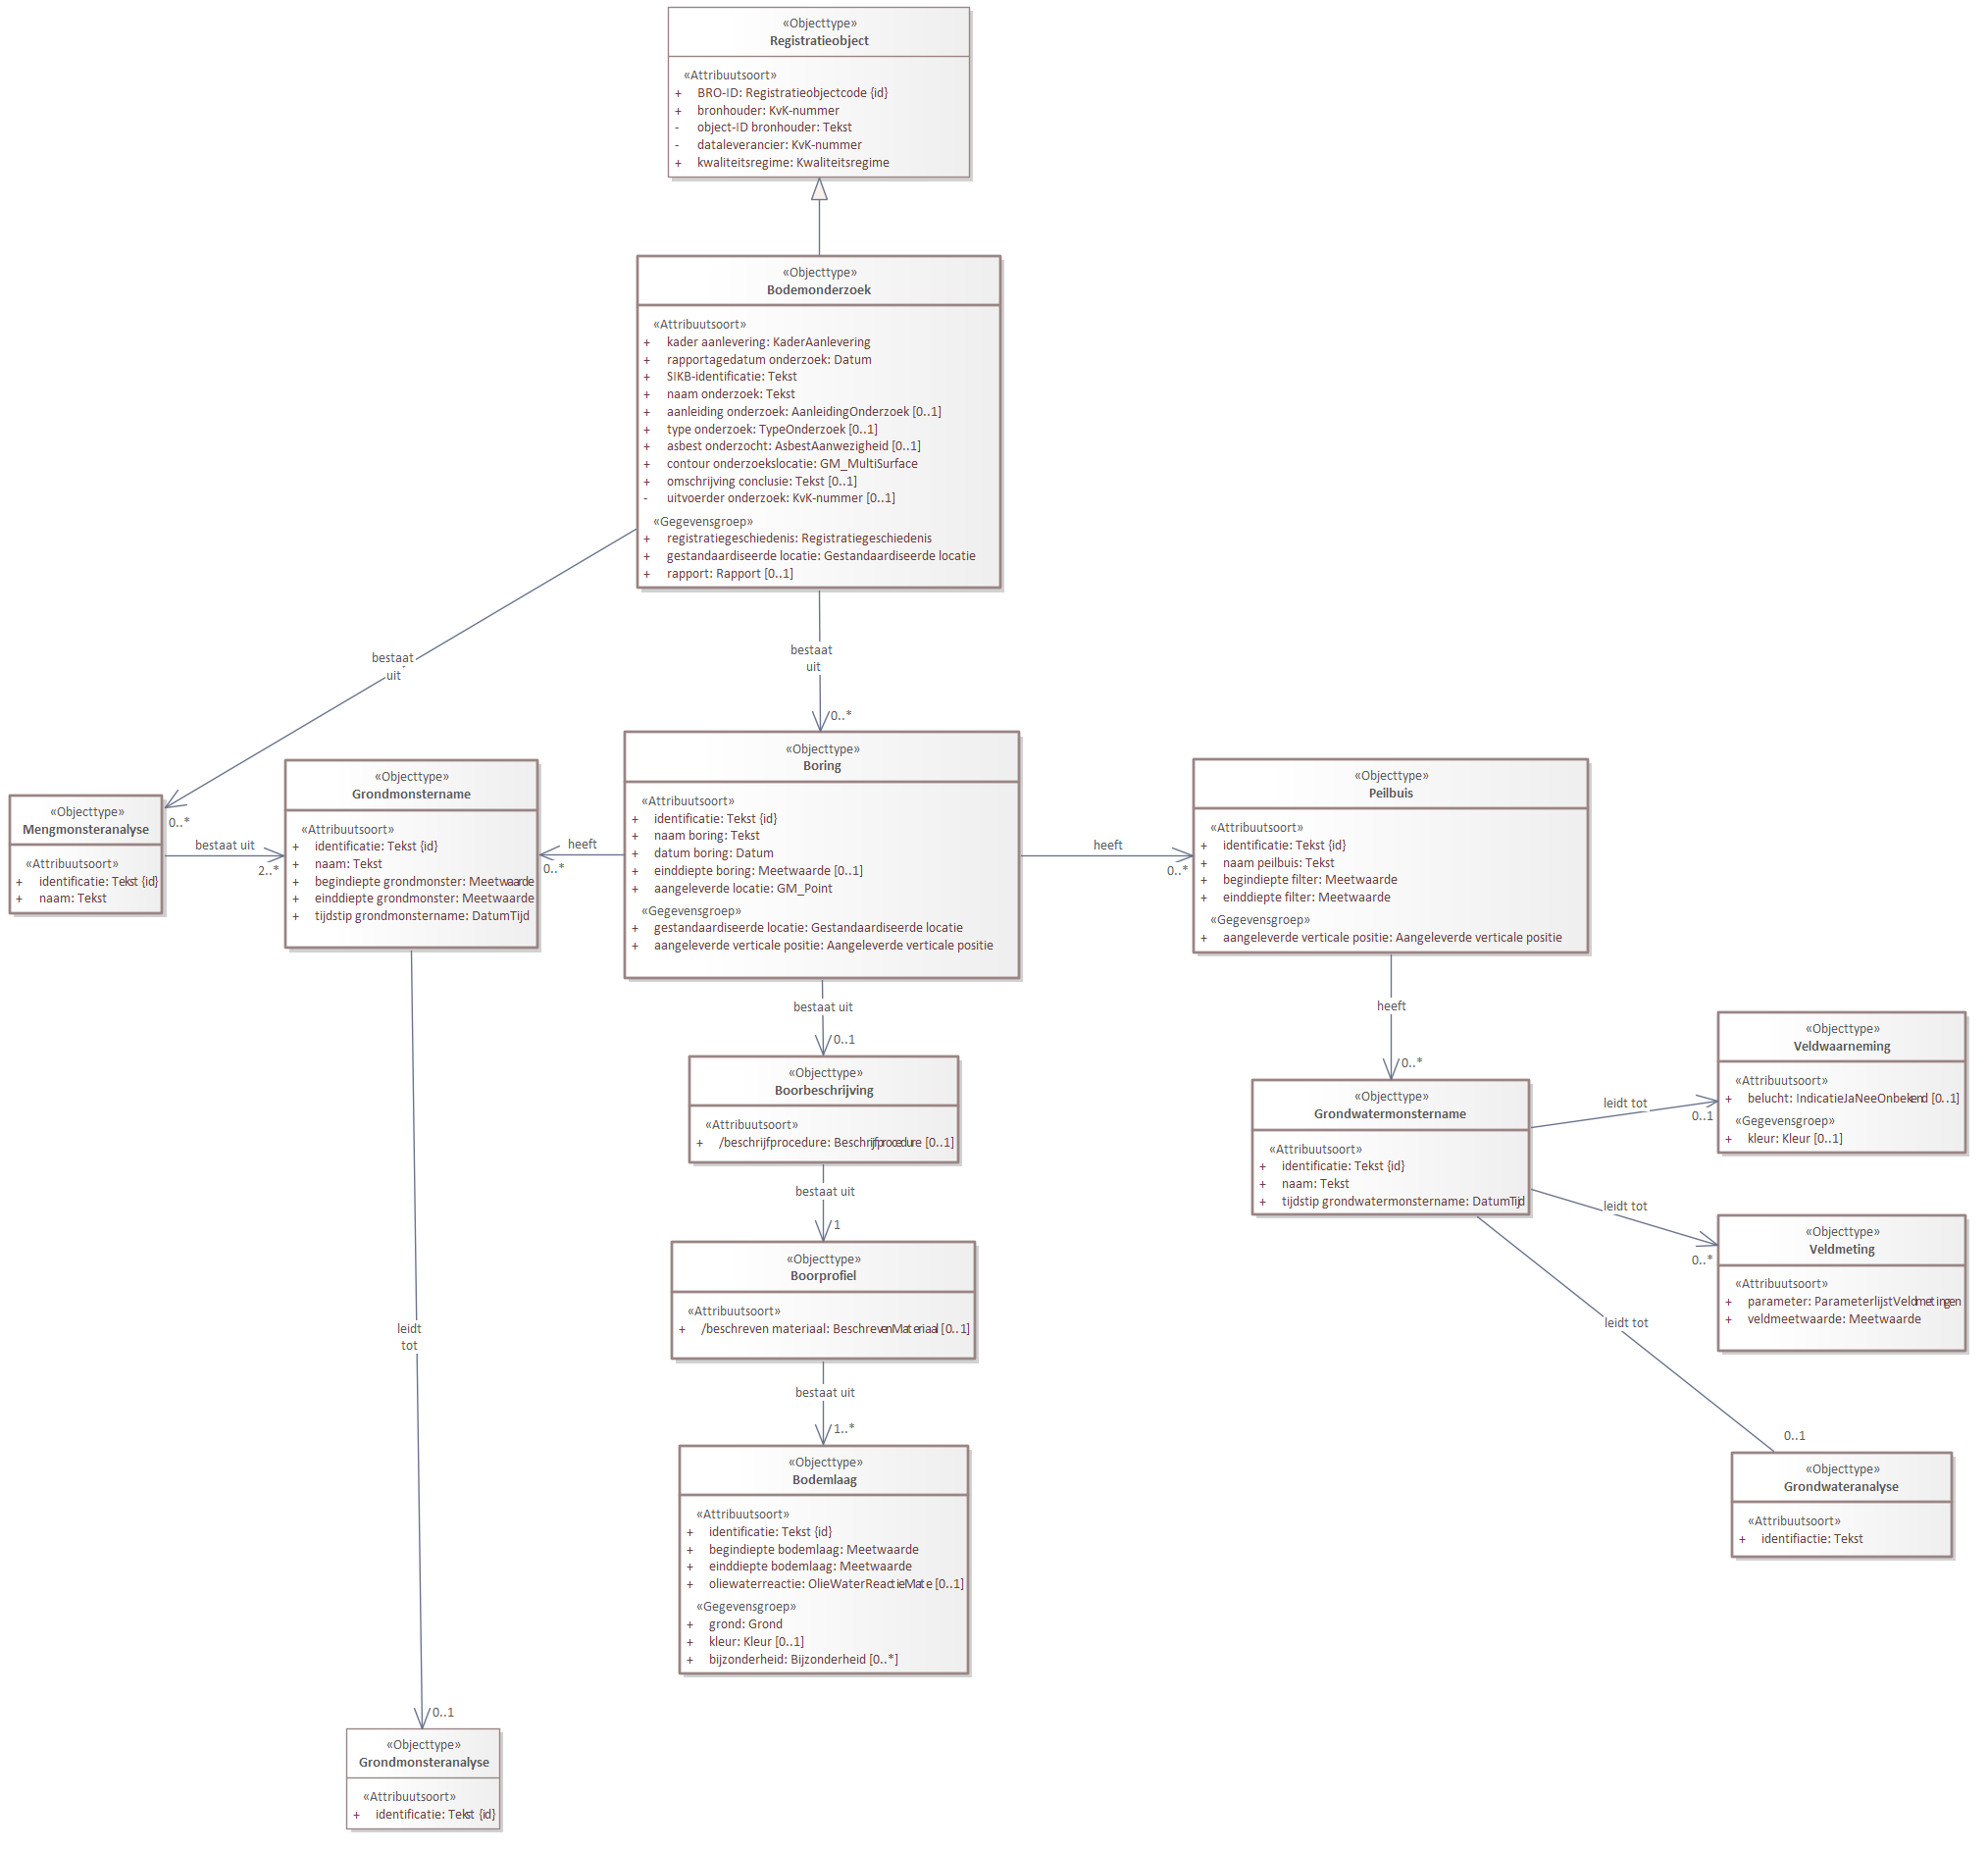 «Objecttype»
Registratieobject
«Attribuutsoort»
+ BRO-ID: Registratieobjectcode {id}
+ bronhouder: KvK-nummer
- object-ID bronhouder: Tekst
- dataleverancier: KvK-nummer
+ kwaliteitsregime: Kwaliteitsregime
«Objecttype»
Bodemonderzoek
«Attribuutsoort»
+ kader aanlevering: KaderAanlevering
+ rapportagedatum onderzoek: Datum
+ SIKB-identificatie: Tekst
+ naam onderzoek: Tekst
+ aanleiding onderzoek: AanleidingOnderzoek [0..1]
+ type onderzoek: TypeOnderzoek [0..1]
+ asbest onderzocht: AsbestAanwezigheid [0..1]
+ contour onderzoekslocatie: GM_MultiSurface
+ omschrijving conclusie: Tekst [0..1]
- uitvoerder onderzoek: KvK-nummer [0..1]
«Gegevensgroep»
+ registratiegeschiedenis: Registratiegeschiedenis
+ gestandaardiseerde locatie: Gestandaardiseerde locatie
+ rapport: Rapport [0..1]
bestaat
uit
0..*
bestaat
uit
0..*
«Objecttype»
Mengmonsteranalyse
«Attribuutsoort»
+ identificatie: Tekst {id}
+ naam: Tekst
bestaat uit
2..*
«Objecttype»
Grondmonstername
«Attribuutsoort»
+ identificatie: Tekst {id}
+ naam: Tekst
+ begindiepte grondmonster: Meetwaarde
+ einddiepte grondmonster: Meetwaarde
+ tijdstip grondmonstername: DatumTijd
heeft
0..*
«Objecttype»
Boring
«Attribuutsoort»
+ identificatie: Tekst {id}
+ naam boring: Tekst
+ datum boring: Datum
+ einddiepte boring: Meetwaarde [0..1]
+ aangeleverde locatie: GM_Point
«Gegevensgroep»
+ gestandaardiseerde locatie: Gestandaardiseerde locatie
+ aangeleverde verticale positie: Aangeleverde verticale positie
heeft
0..*
«Objecttype»
Peilbuis
«Attribuutsoort»
+ identificatie: Tekst {id}
+ naam peilbuis: Tekst
+ begindiepte filter: Meetwaarde
+ einddiepte filter: Meetwaarde
«Gegevensgroep»
+ aangeleverde verticale positie: Aangeleverde verticale positie
bestaat uit
0..1
«Objecttype»
Boorbeschrijving
«Attribuutsoort»
+ /beschrijfprocedure: Beschrijfprocedure [0..1]
bestaat uit
1
«Objecttype»
Boorprofiel
«Attribuutsoort»
+ /beschreven materiaal: BeschrevenMateriaal [0..1]
bestaat uit
1..*
«Objecttype»
Bodemlaag
«Attribuutsoort»
+ identificatie: Tekst {id}
+ begindiepte bodemlaag: Meetwaarde
+ einddiepte bodemlaag: Meetwaarde
+ oliewaterreactie: OlieWaterReactieMate [0..1]
«Gegevensgroep»
+ grond: Grond
+ kleur: Kleur [0..1]
+ bijzonderheid: Bijzonderheid [0..*]
heeft
0..*
«Objecttype»
Grondwatermonstername
«Attribuutsoort»
+ identificatie: Tekst {id}
+ naam: Tekst
+ tijdstip grondwatermonstername: DatumTijd
leidt tot
0..1
«Objecttype»
Veldwaarneming
«Attribuutsoort»
+ belucht: IndicatieJaNeeOnbekend [0..1]
«Gegevensgroep»
+ kleur: Kleur [0..1]
leidt tot
0..*
«Objecttype»
Veldmeting
«Attribuutsoort»
+ parameter: ParameterlijstVeldmetingen
+ veldmeetwaarde: Meetwaarde
leidt tot
0..1
«Objecttype»
Grondwateranalyse
«Attribuutsoort»
+ identifiactie: Tekst
leidt
tot
0..1
«Objecttype»
Grondmonsteranalyse
«Attribuutsoort»
+ identificatie: Tekst {id}